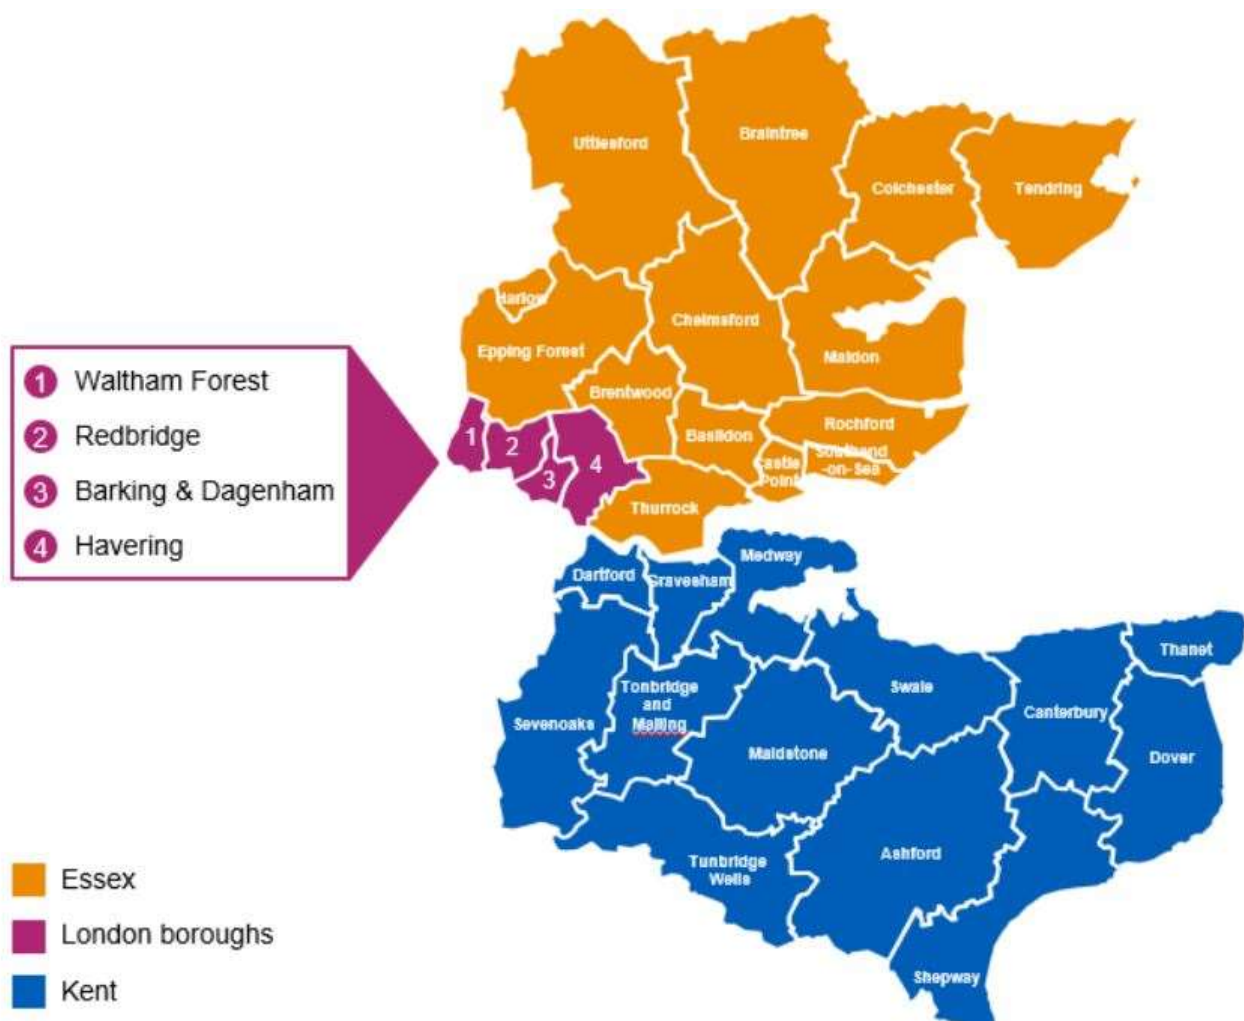 Uttlesford
Braintree
Colchester
Tendring
Harlow
Chelmsford
Epping Forest
Maldon
Brentwood
Rochford
Basildon
Southend
-on-Sea
Castle
Point
Thurrock
1 Waltham Forest
2 Redbridge
3 Barking & Dagenham
4 Havering
1
2
3
4
Medway
Dartford
Gravesham
Thanet
Swale
Tonbridge
and
Malling
Sevenoaks
Canterbury
Maidstone
Dover
Ashford
Tunbridge
Wells
Shepway
Essex
London boroughs
Kent